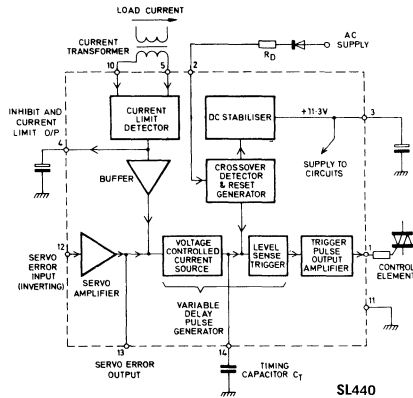 LOAD CURRENT
CURRENT
TRANSFORMER
RD
AC
SUPPLY
10
5
2
CURRENT
LIMIT
DETECTOR
DC STABILISER
+11·3V
3
INHIBIT AND
CURRENT
LIMIT O/P
4
SUPPLY TO
CIRCUITS
BUFFER
CROSSOVER
DETECTOR
& RESET
GENERATOR
12
SERVO
ERROR
INPUT
(INVERTING)
SERVO
AMPLIFIER
VOLTAGE
CONTROLLED
CURRENT
SOURCE
LEVEL
SENSE
TRIGGER
TRIGGER
PULSE
OUTPUT
AMPLIFIER
1
CONTROL
ELEMENT
VARIABLE
DELAY
PULSE
GENERATOR
11
13
14
SERVO ERROR
OUTPUT
TIMING
CAPACITOR CT
SL440